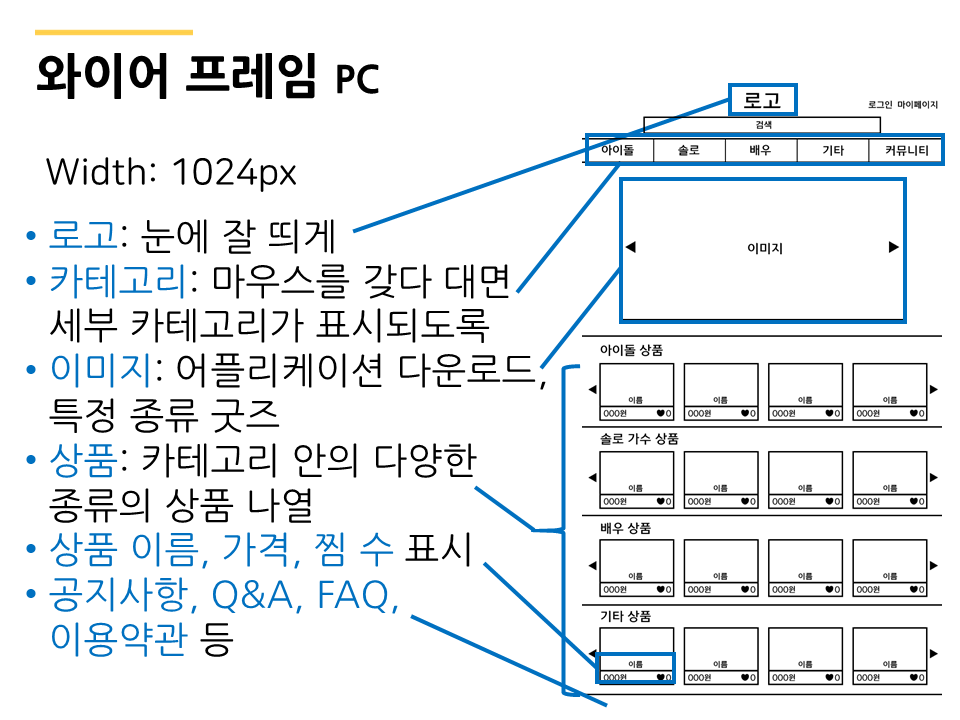 와이어 프레임 PC
Width: 1024px
• 로고: 눈에 잘 띄게
• 카테고리: 마우스를 갖다 대면
세부 카테고리가 표시되도록
• 이미지: 어플리케이션 다운로드,
특정 종류 굿즈
• 상품: 카테고리 안의 다양한
종류의 상품 나열
• 상품 이름, 가격, 찜 수 표시
• 공지사항, Q&A, FAQ,
이용약관 등
로고
로그인 마이페이지
검색
아이돌 솔로 배우 기타 커뮤니티
이미지
아이돌 상품
이름 이름 이름 이름
000원 ♥0 000원 ♥0 000원 ♥0 000원 ♥0
솔로 가수 상품
이름 이름 이름 이름
000원 ♥0 000원 ♥0 000원 ♥0 000원 ♥0
배우 상품
이름 이름 이름 이름
000원 ♥0 000원 ♥0 000원 ♥0 000원 ♥0
기타 상품
이름 이름 이름 이름
000원 ♥0 000원 ♥0 000원 ♥0 000원 ♥0